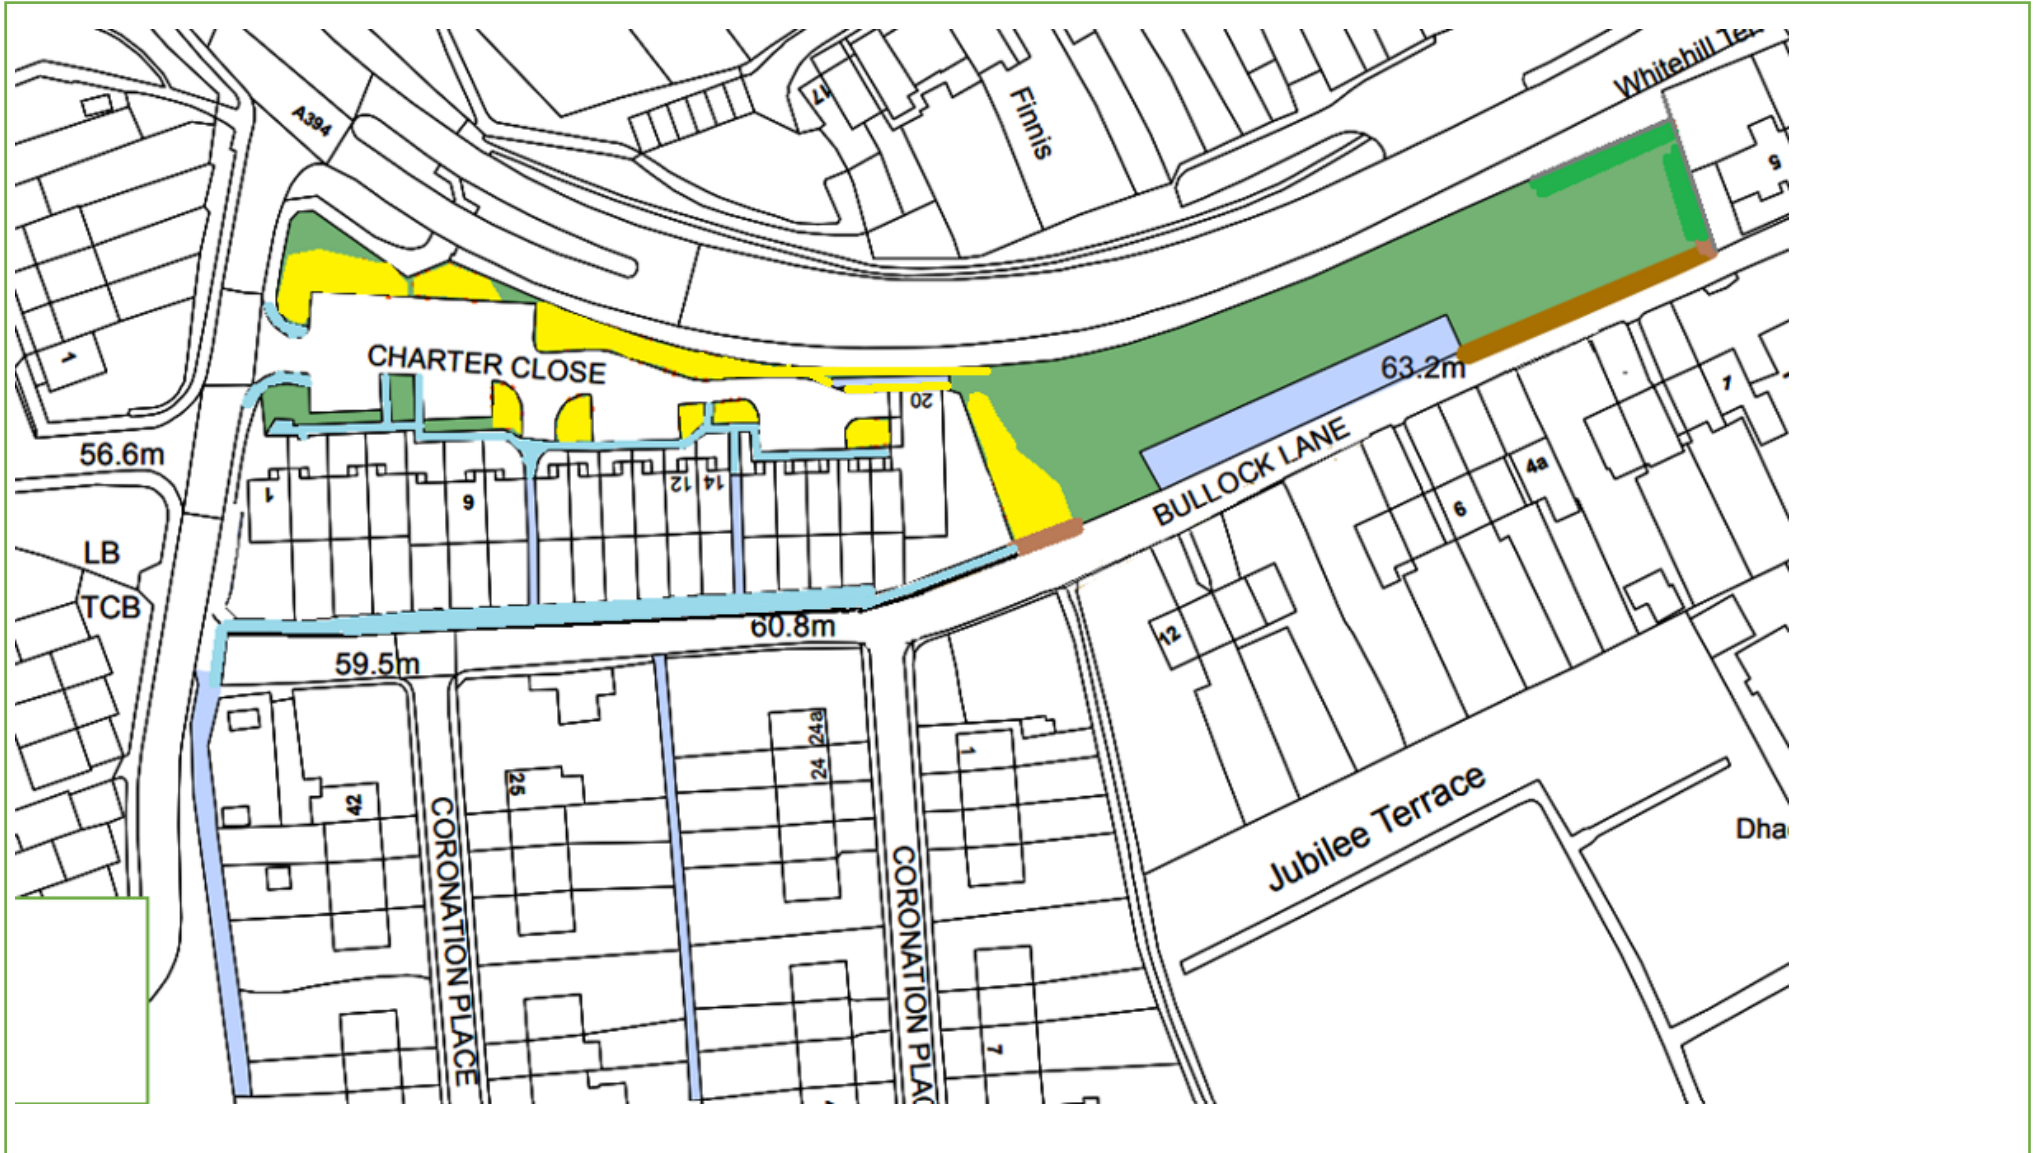 Whitehill Ter
A394
17
Finnis
5
CHARTER CLOSE
1
63.2m
20
7
56.6m
BULLOCK LANE
4a
1
9
12
14
6
LB
TCB
60.8m
12
59.5m
24a
24
1
25
42
Jubilee Terrace
Dha
CORONATION PLACE
CORONATION PLAC
7